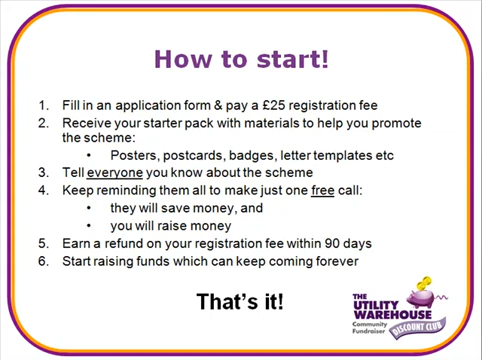 How to start!
1. Fill in an application form & pay a £25 registration fee
2. Receive your starter pack with materials to help you promote
the scheme:
• Posters, postcards, badges, letter templates etc
3. Tell everyone you know about the scheme
4. Keep reminding them all to make just one free call:
• they will save money, and
• you will raise money
5. Earn a refund on your registration fee within 90 days
6. Start raising funds which can keep coming forever
That's it!
THE
UTILITY
WAREHOUSE
Community
Fundraiser
DISCOUNT CLUB